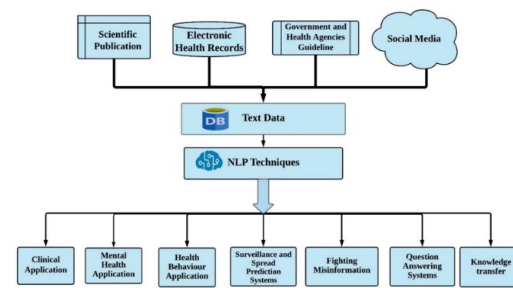 Scientific
Publication
Electronic
Health Records
Government and
Health Agencies
Guideline
Social Media
DB
Text Data
NLP Techniques
Clinical
Application
Mental
Health
Application
Health
Behaviour
Application
Surveillance and
Spread
Prediction
Systems
Fighting
Misinformation
Question
Answering
Systems
Knowledge
transfer